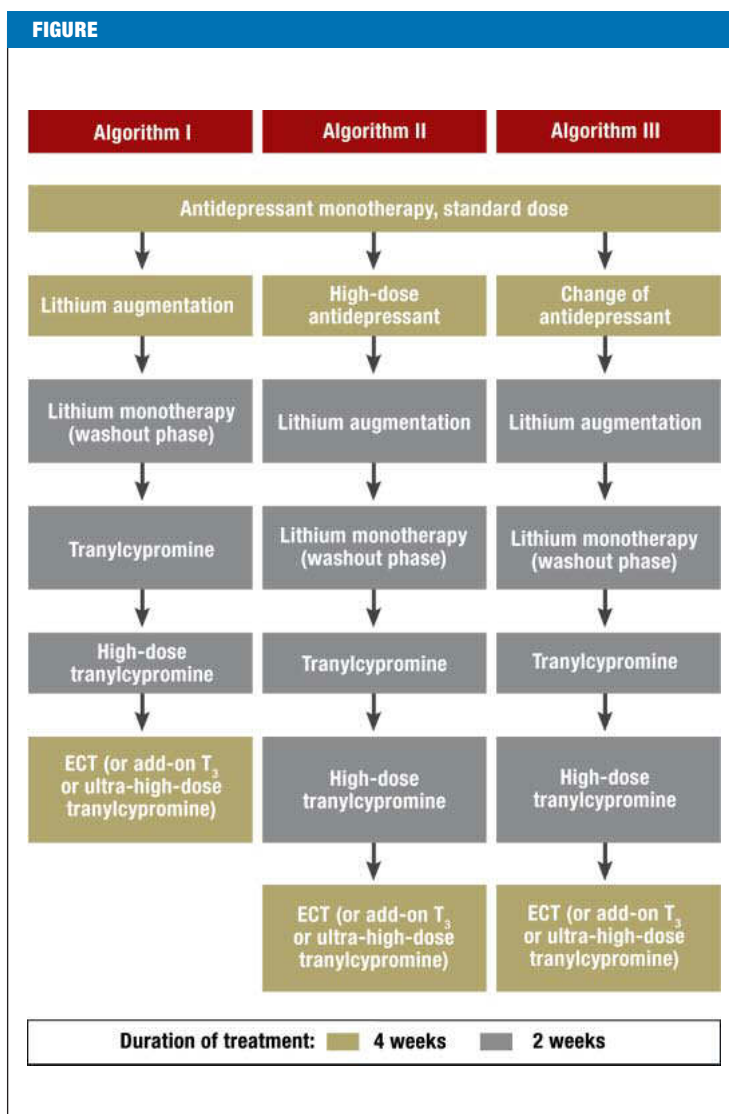 FIGURE
Algorithm I
Algorithm II
Algorithm III
Antidepressant monotherapy, standard dose
Lithium augmentation
High-dose
antidepressant
Change of
antidepressant
Lithium monotherapy
(washout phase)
Lithium augmentation
Lithium augmentation
Tranylcypromine
Lithium monotherapy
(washout phase)
Lithium monotherapy
(washout phase)
High-dose
tranylcypromine
Tranylcypromine
Tranylcypromine
ECT (or add-on T₃
or ultra-high-dose
tranylcypromine)
High-dose
tranylcypromine
High-dose
tranylcypromine
ECT (or add-on T₃
or ultra-high-dose
tranylcypromine)
ECT (or add-on T₃
or ultra-high-dose
tranylcypromine)
Duration of treatment: 4 weeks 2 weeks